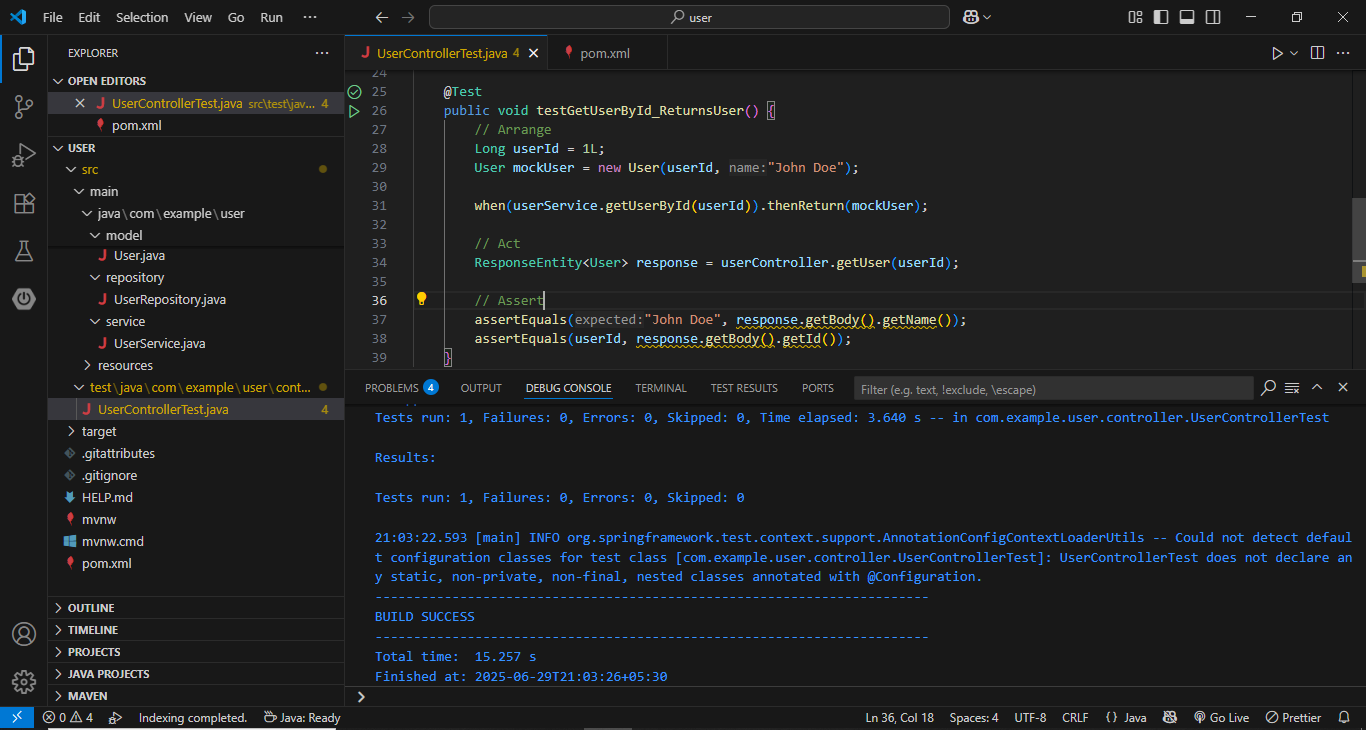 File Edit Selection View Go Run ··· user
EXPLORER ···
OPEN EDITORS
UserControllerTest.java src\test\jav... 4
pom.xml
USER
src
main
java\com\example\user
model
User.java
repository
UserRepository.java
service
UserService.java
resources
test\java\com\example\user\cont...
UserControllerTest.java 4
target
.gitattributes
.gitignore
HELP.md
mvnw
mvnw.cmd
pom.xml
OUTLINE
TIMELINE
PROJECTS
JAVA PROJECTS
MAVEN
UserControllerTest.java 4 pom.xml
24
25 @Test
26 public void testGetUserById_ReturnsUser() {
27 // Arrange
28 Long userId = 1L;
29 User mockUser = new User(userId, name:"John Doe");
30
31 when(userService.getUserById(userId)).thenReturn(mockUser);
32
33 // Act
34 ResponseEntity<User> response = userController.getUser(userId);
35
36 // Assert
37 assertEquals(expected:"John Doe", response.getBody().getName());
38 assertEquals(userId, response.getBody().getId());
39 }
PROBLEMS 4 OUTPUT DEBUG CONSOLE TERMINAL TEST RESULTS PORTS Filter (e.g. text, !exclude, \escape)
Tests run: 1, Failures: 0, Errors: 0, Skipped: 0, Time elapsed: 3.640 s -- in com.example.user.controller.UserControllerTest
Results:
Tests run: 1, Failures: 0, Errors: 0, Skipped: 0
21:03:22.593 [main] INFO org.springframework.test.context.support.AnnotationConfigContextLoaderUtils -- Could not detect defaul
t configuration classes for test class [com.example.user.controller.UserControllerTest]: UserControllerTest does not declare an
y static, non-private, non-final, nested classes annotated with @Configuration.
------------------------------------------------------------------------
BUILD SUCCESS
------------------------------------------------------------------------
Total time:  15.257 s
Finished at: 2025-06-29T21:03:26+05:30
0 4 Indexing completed. Java: Ready Ln 36, Col 18 Spaces: 4 UTF-8 CRLF {} Java Go Live Prettier